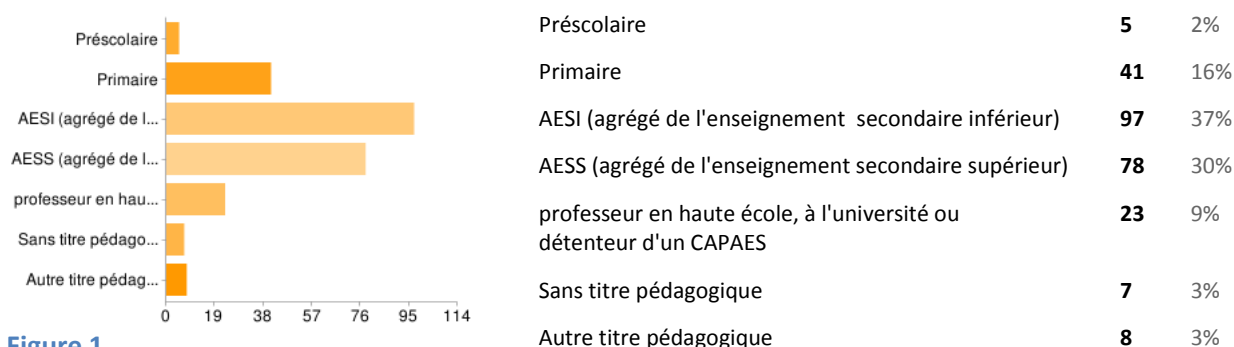 Préscolaire
Primaire
AESI (agrégé de l...
AESS (agrégé de l...
professeur en hau...
Sans titre pédago...
Autre titre pédag...
0 19 38 57 76 95 114
Figure 1
Préscolaire 5 2%
Primaire 41 16%
AESI (agrégé de l'enseignement secondaire inférieur) 97 37%
AESS (agrégé de l'enseignement secondaire supérieur) 78 30%
professeur en haute école, à l'université ou 23 9%
détenteur d'un CAPAES
Sans titre pédagogique 7 3%
Autre titre pédagogique 8 3%